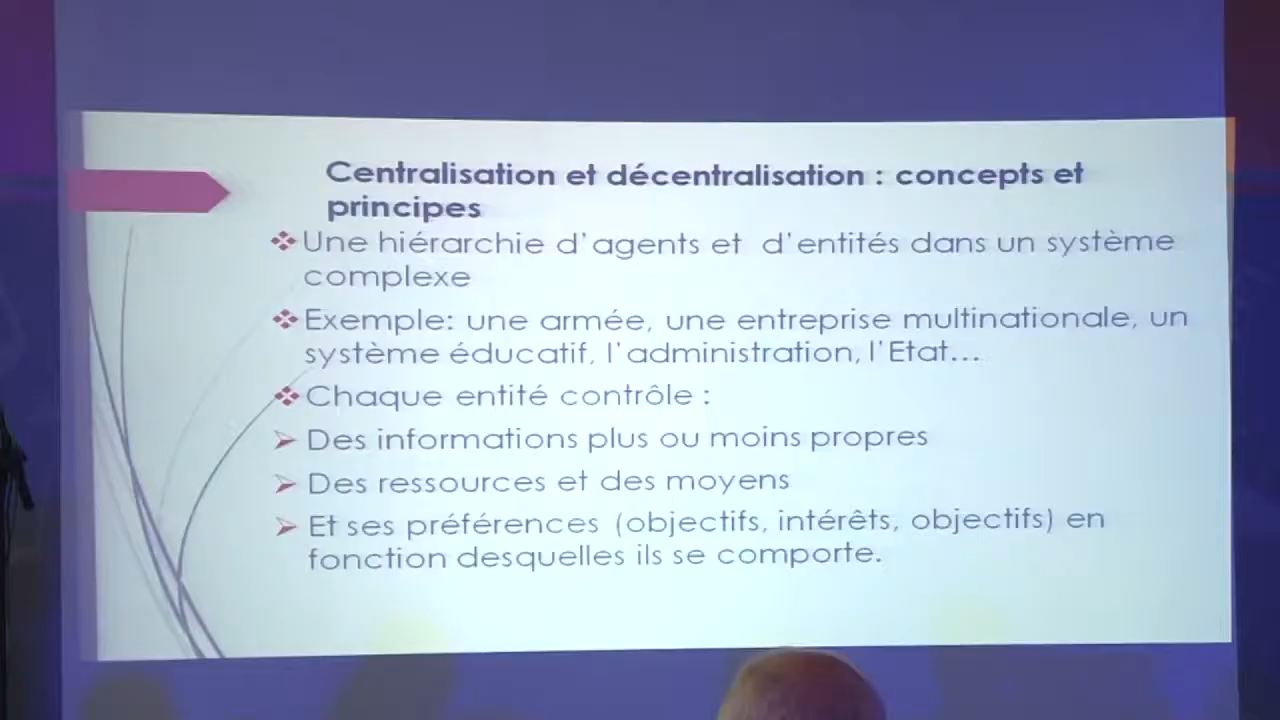 Centralisation et décentralisation : concepts et
principes
Une hiérarchie d'agents et d'entités dans un système
complexe
Exemple: une armée, une entreprise multinationale, un
système éducatif, l'administration, l'Etat...
Chaque entité contrôle :
Des informations plus ou moins propres
Des ressources et des moyens
Et ses préférences (objectifs, intérêts, objectifs) en
fonction desquelles ils se comporte.